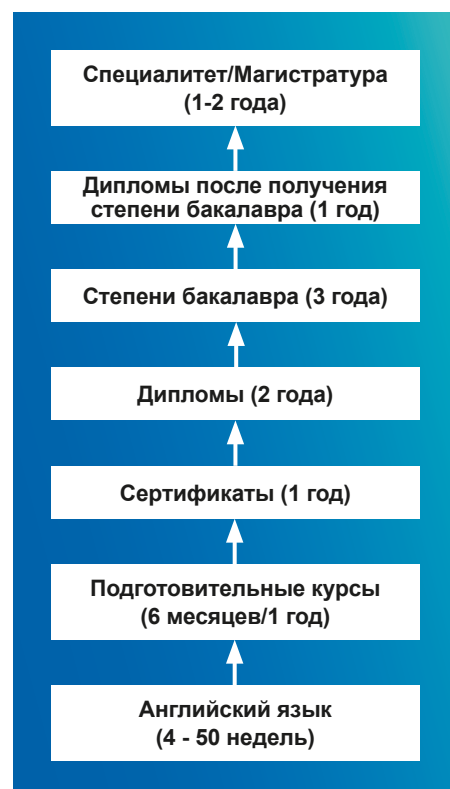 Специалитет/Магистратура
(1-2 года)
Дипломы после получения
степени бакалавра (1 год)
Степени бакалавра (3 года)
Дипломы (2 года)
Сертификаты (1 год)
Подготовительные курсы
(6 месяцев/1 год)
Английский язык
(4 - 50 недель)